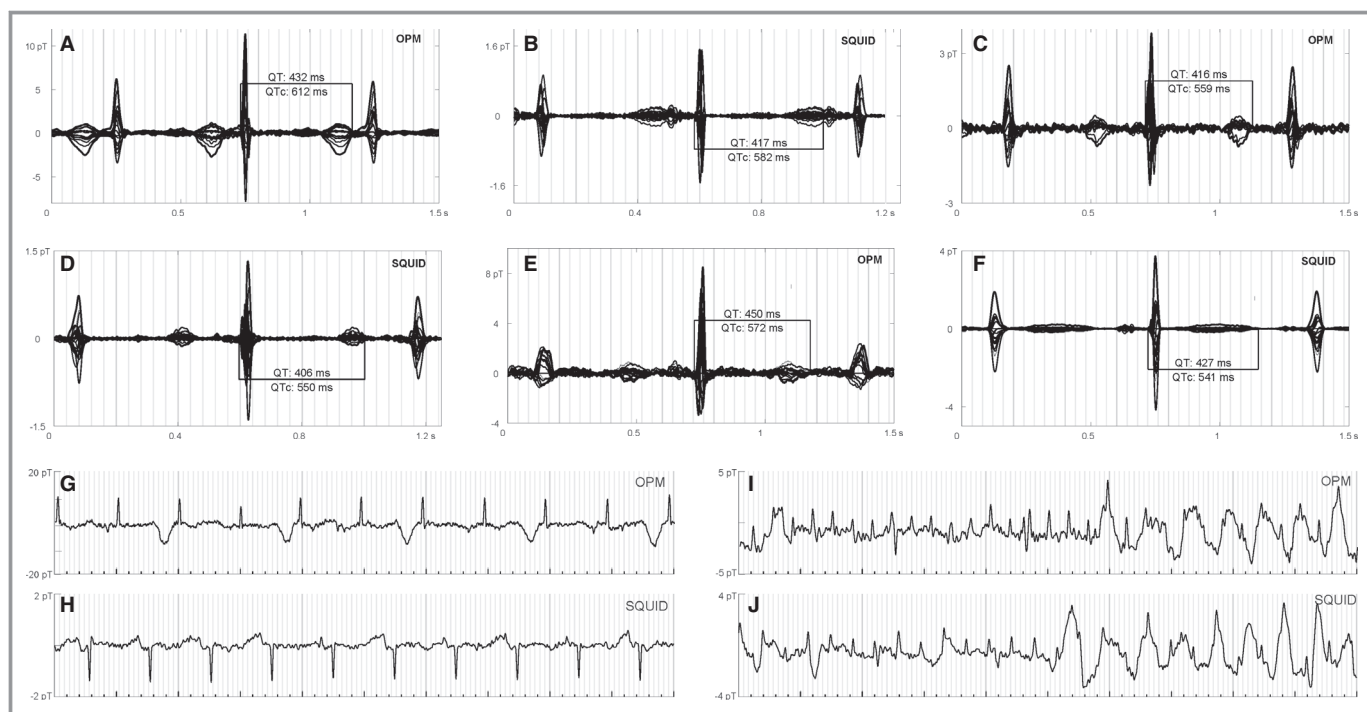 A
OPM
10 pT
5
0
-5
QT: 432 ms
QTc: 612 ms
0
0.5
1
1.5 s
B
SQUID
1.6 pT
0
-1.6
QT: 417 ms
QTc: 582 ms
0
0.4
0.8
1.2 s
C
OPM
3 pT
0
-3
QT: 416 ms
QTc: 559 ms
0
0.5
1
1.5 s
D
SQUID
1.5 pT
0
-1.5
QT: 406 ms
QTc: 550 ms
0
0.4
0.8
1.2 s
E
OPM
8 pT
4
0
-4
QT: 450 ms
QTc: 572 ms
0
0.5
1
1.5 s
F
SQUID
4 pT
0
-4
QT: 427 ms
QTc: 541 ms
0
0.5
1
1.5 s
G
OPM
20 pT
-20 pT
H
SQUID
2 pT
-2 pT
I
OPM
5 pT
-5 pT
J
SQUID
4 pT
-4 pT